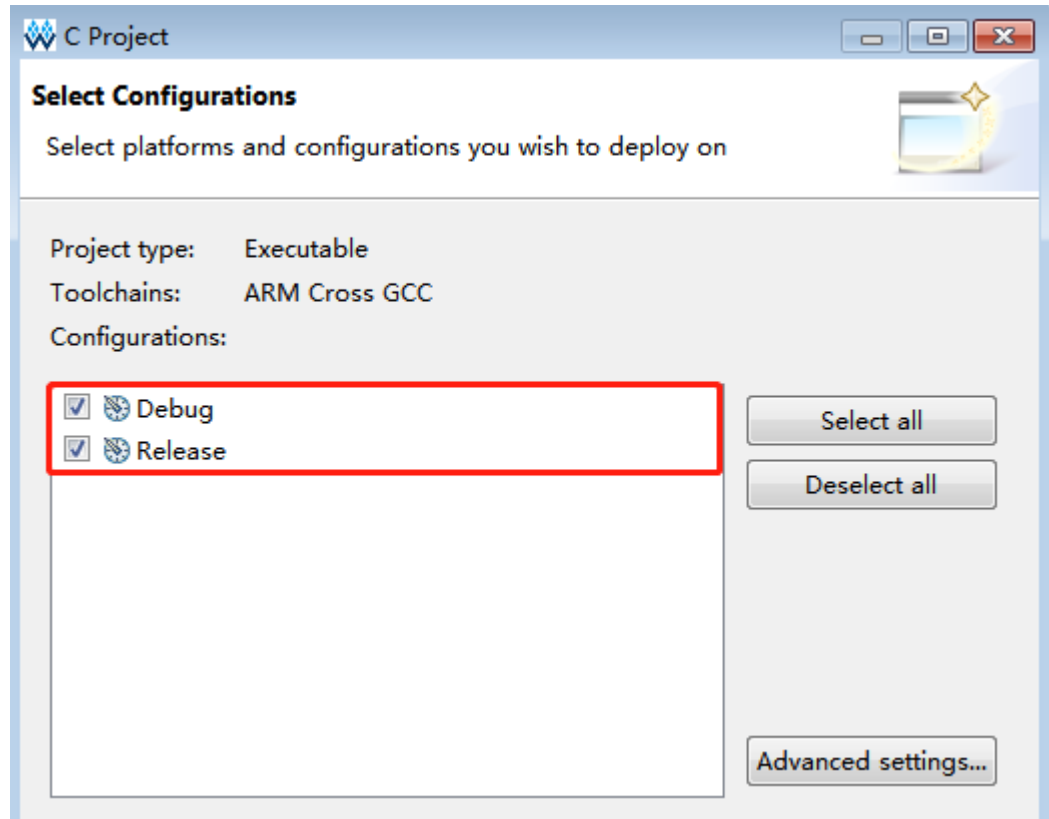 C Project
Select Configurations
Select platforms and configurations you wish to deploy on
Project type: Executable
Toolchains: ARM Cross GCC
Configurations:
Debug
Release
Select all
Deselect all
Advanced settings...